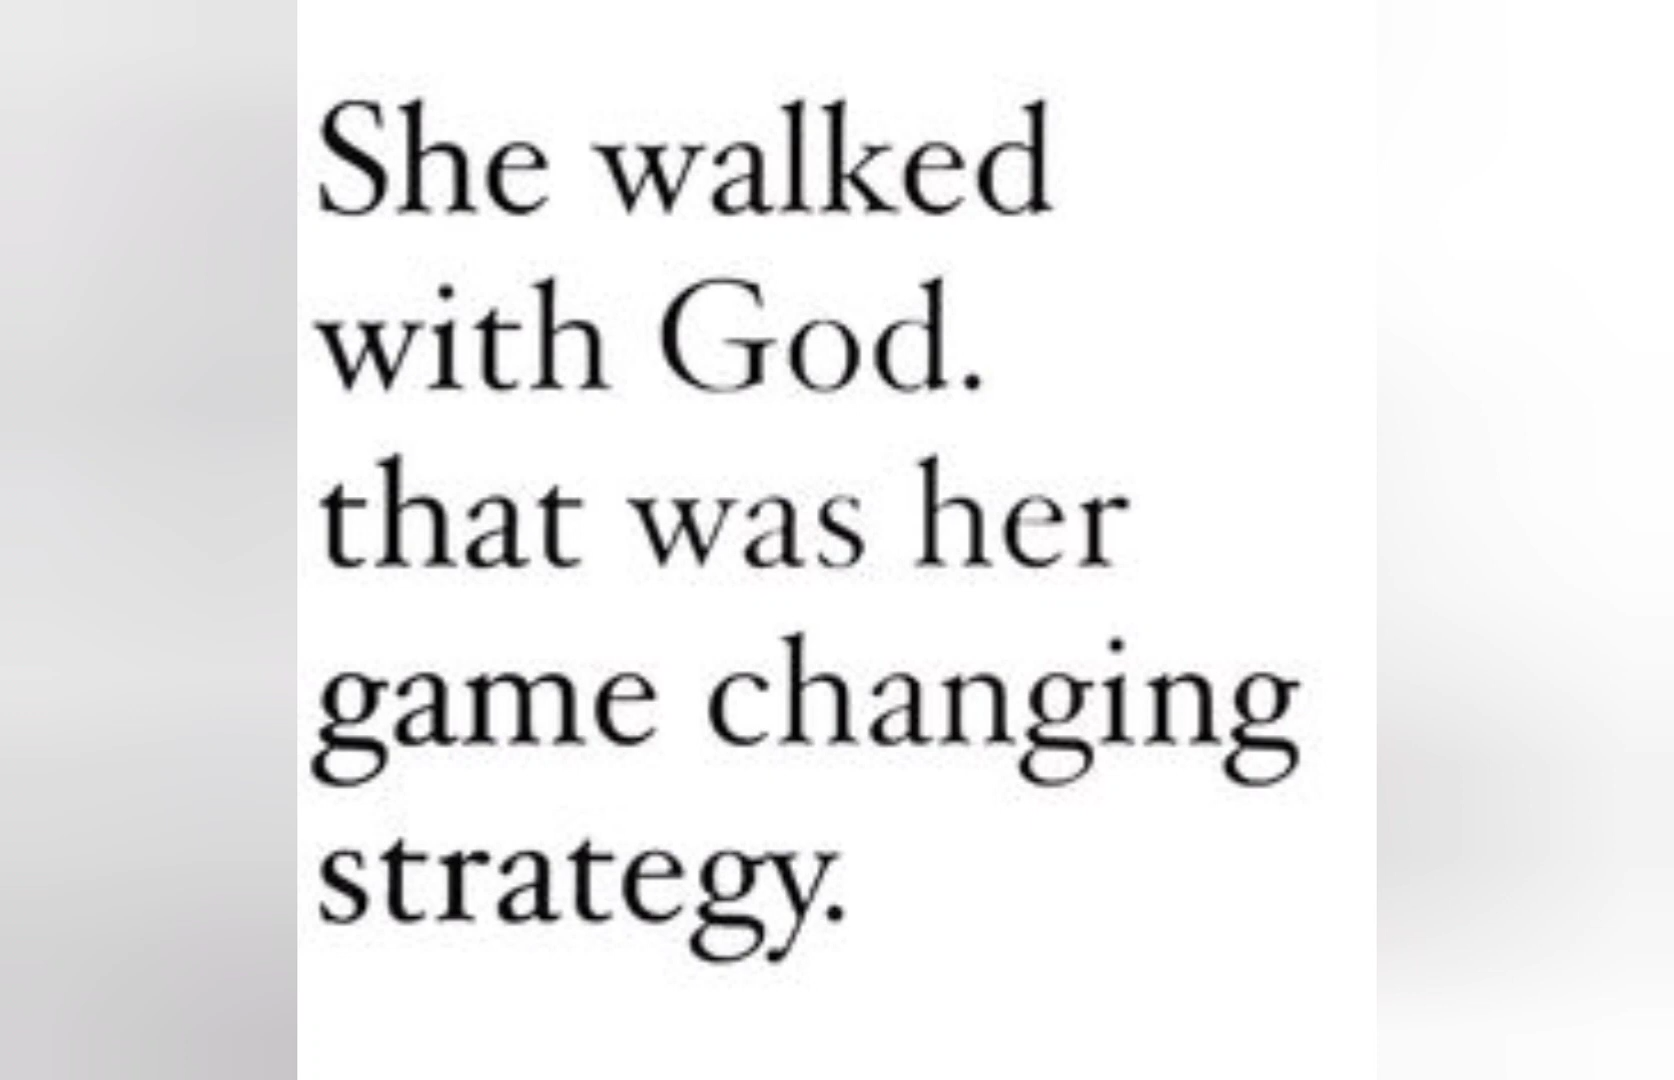 She walked
with God.
that was her
game changing
strategy.